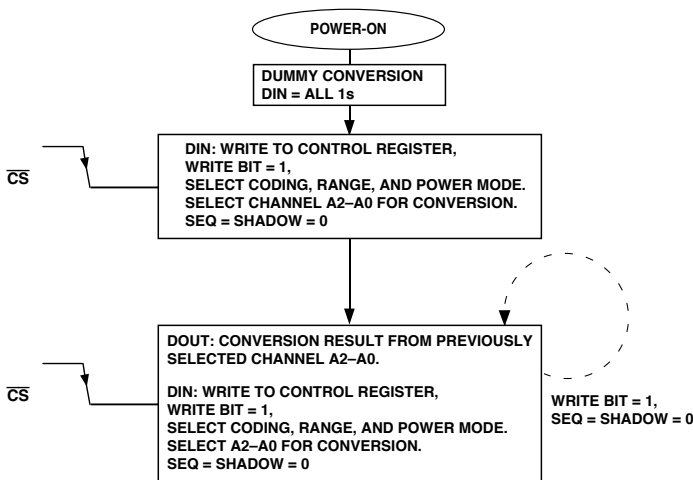 POWER-ON
DUMMY CONVERSION
DIN = ALL 1s
CS
DIN: WRITE TO CONTROL REGISTER,
WRITE BIT = 1,
SELECT CODING, RANGE, AND POWER MODE.
SELECT CHANNEL A2–A0 FOR CONVERSION.
SEQ = SHADOW = 0
CS
DOUT: CONVERSION RESULT FROM PREVIOUSLY
SELECTED CHANNEL A2–A0.
DIN: WRITE TO CONTROL REGISTER,
WRITE BIT = 1,
SELECT CODING, RANGE, AND POWER MODE.
SELECT A2–A0 FOR CONVERSION.
SEQ = SHADOW = 0
WRITE BIT = 1,
SEQ = SHADOW = 0